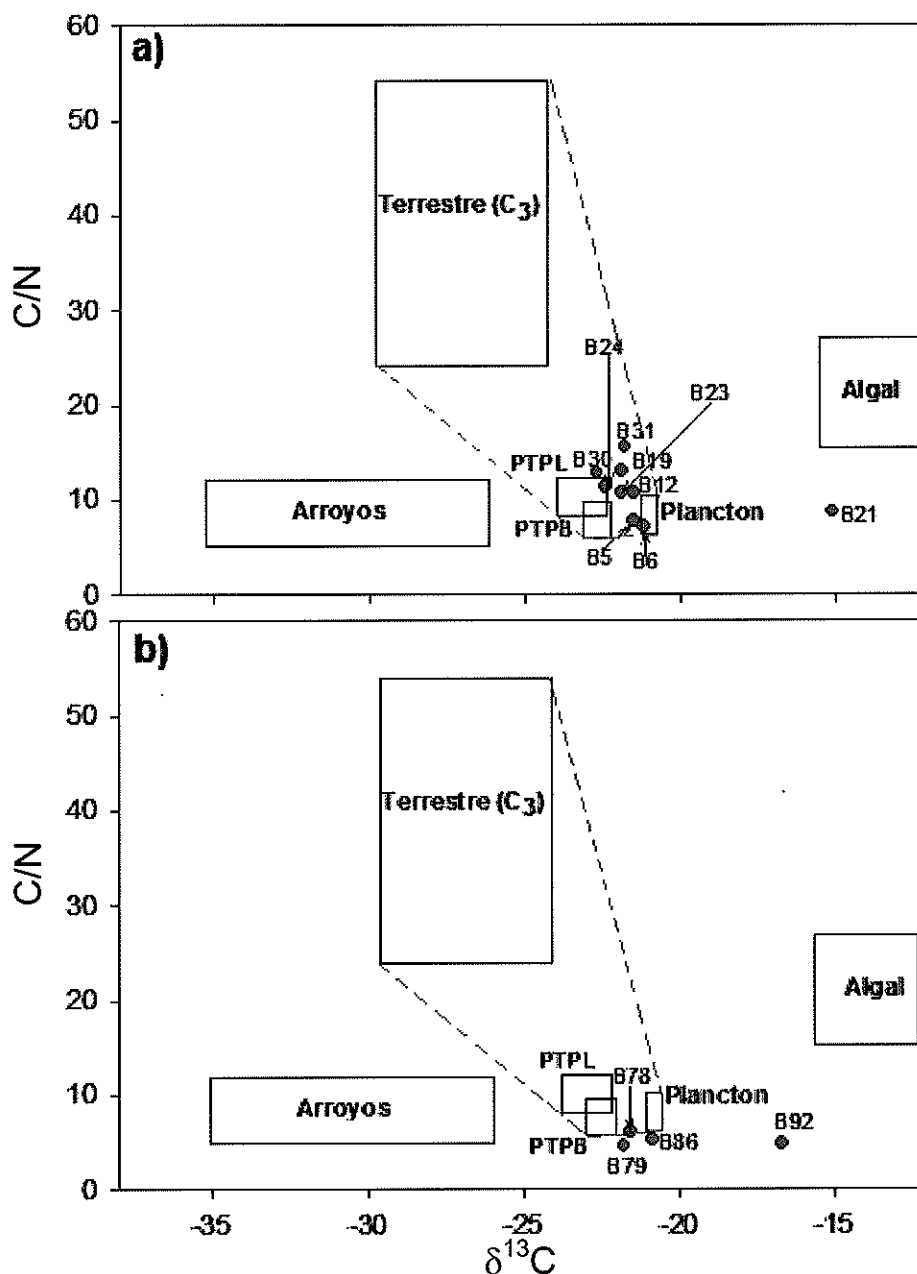 a)
60
50
40
30
20
10
0
C/N
Terrestre (C3)
B24
B23
Algal
B31
B30
B19
PTPL
B12
Arroyos
PTPB
Plancton
B21
B5
B6
b)
60
50
40
30
20
10
0
C/N
Terrestre (C3)
Algal
PTPL
B78
Plancton
Arroyos
B92
PTPB
B86
B79
-35
-30
-25
-20
-15
δ13C